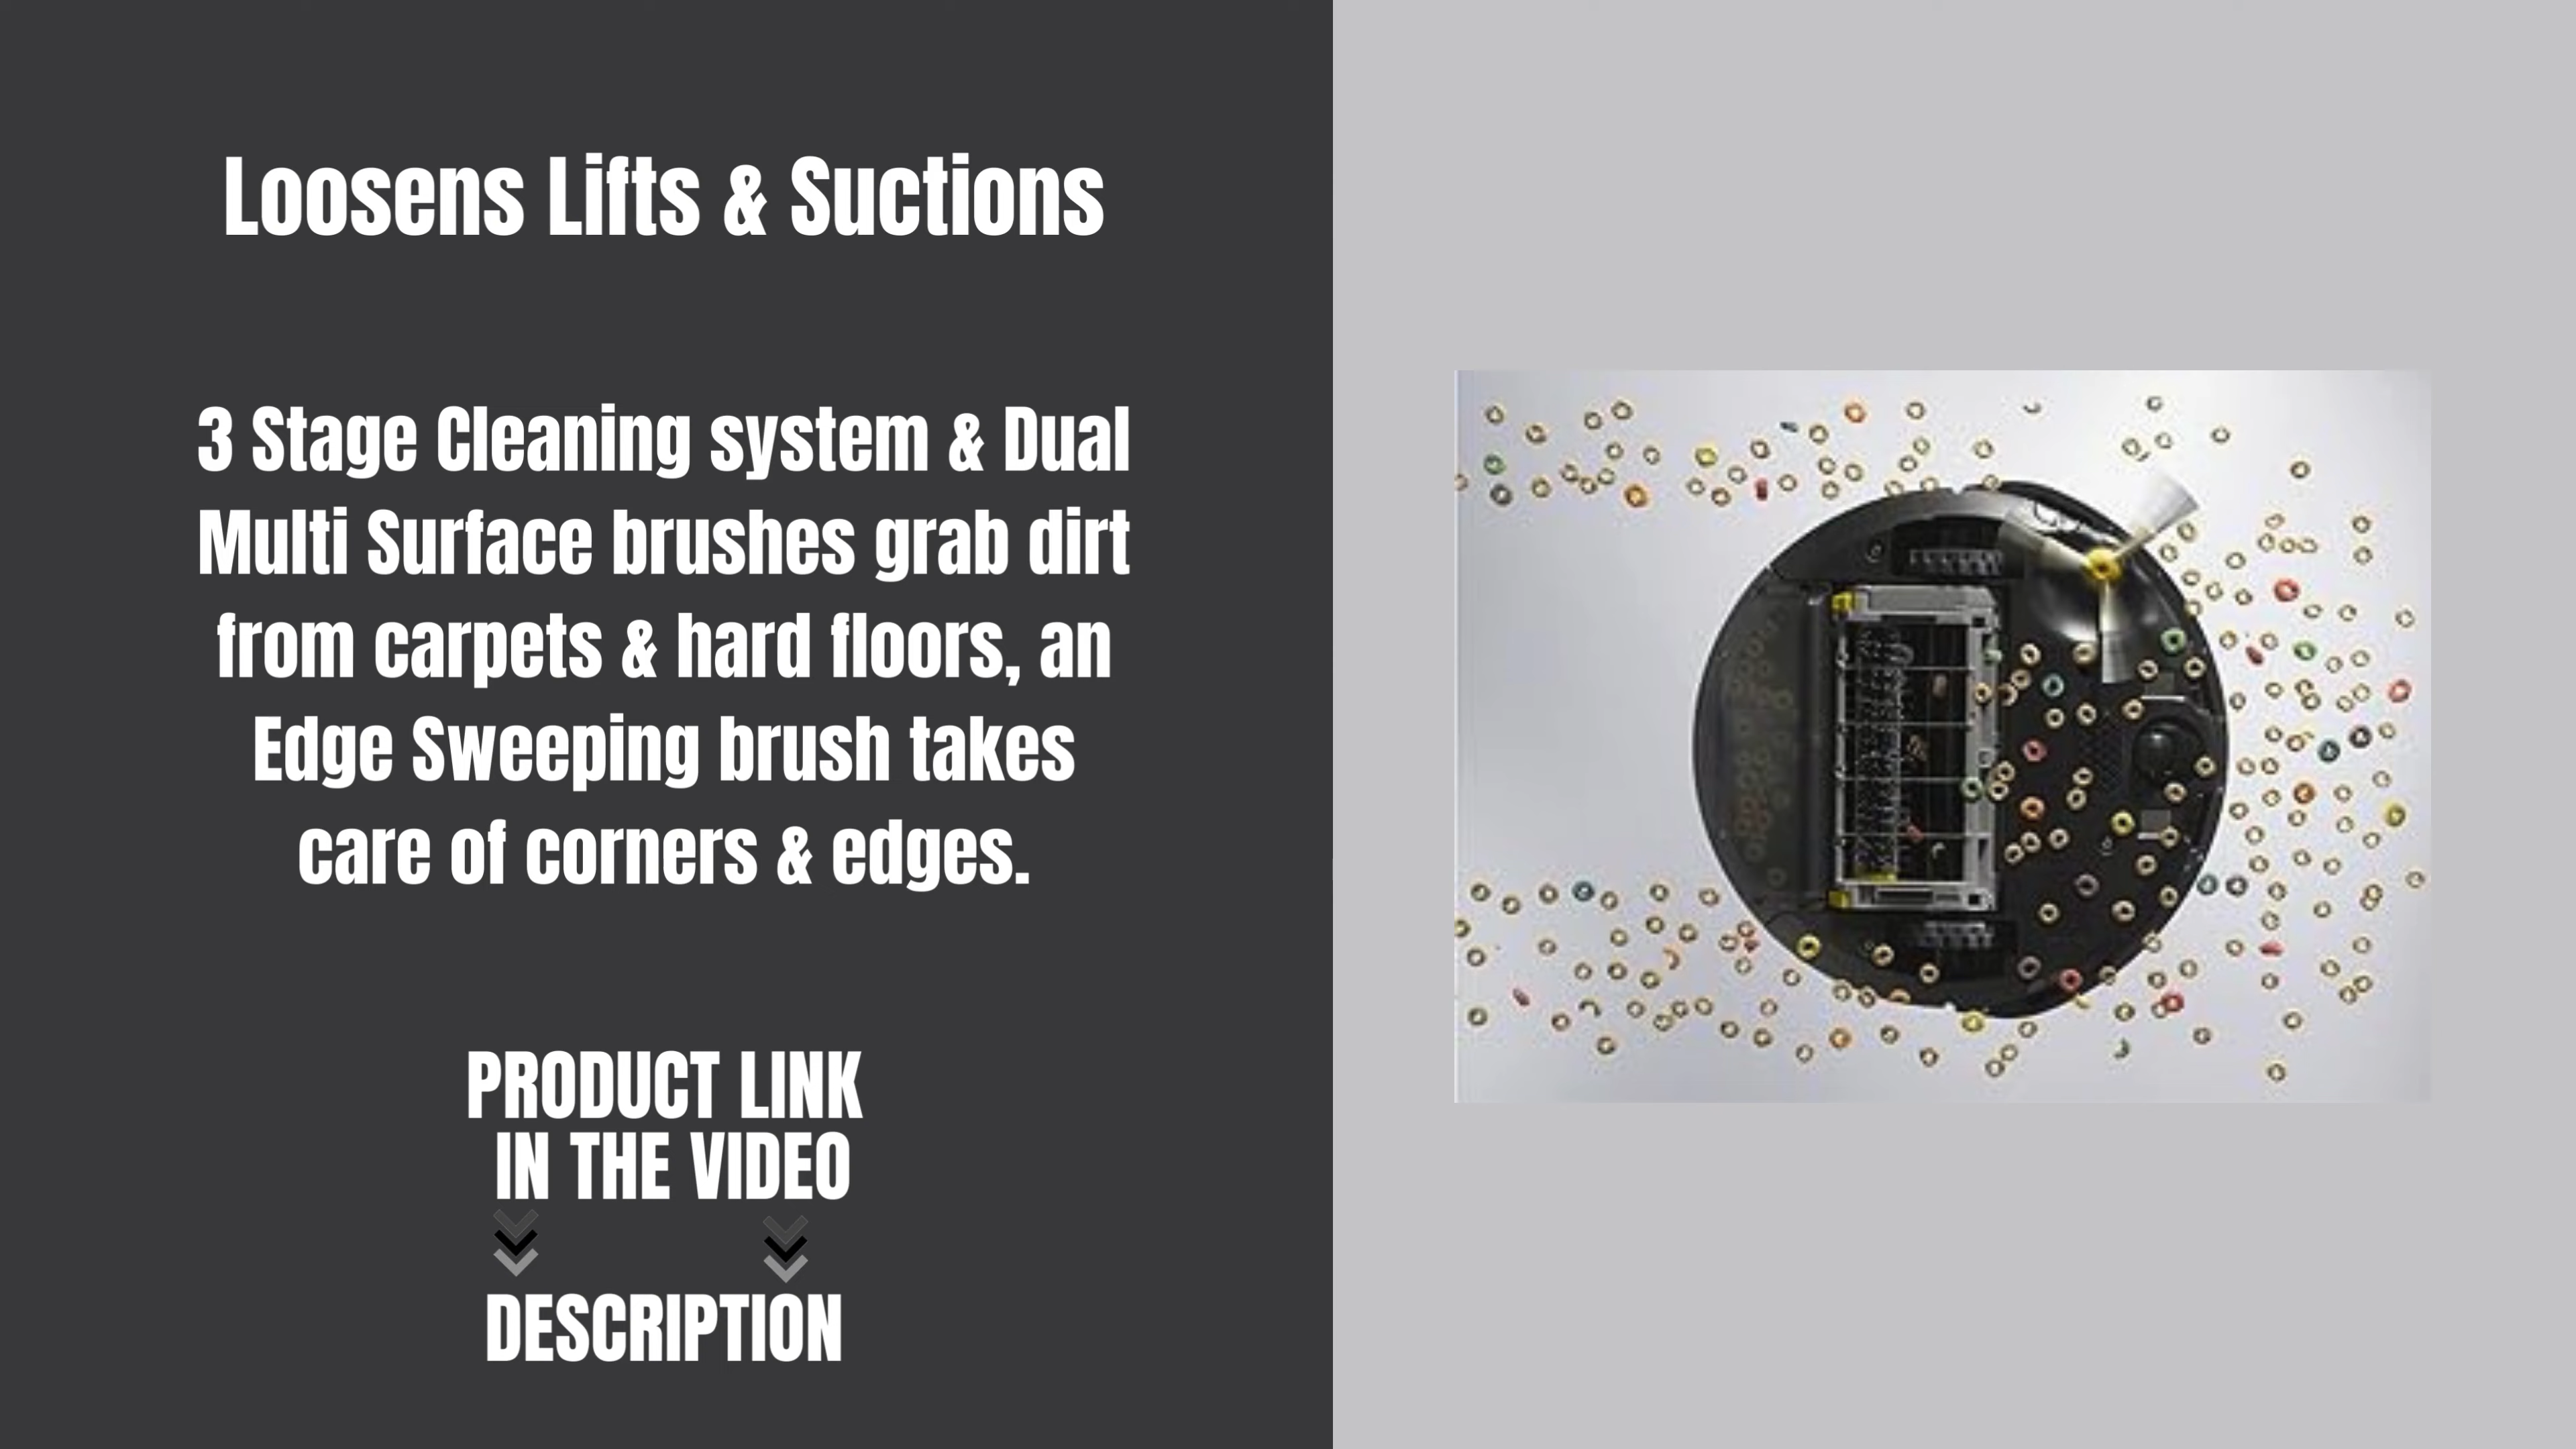 Loosens Lifts & Suctions
3 Stage Cleaning system & Dual
Multi Surface brushes grab dirt
from carpets & hard floors, an
Edge Sweeping brush takes
care of corners & edges.
PRODUCT LINK
IN THE VIDEO
DESCRIPTION